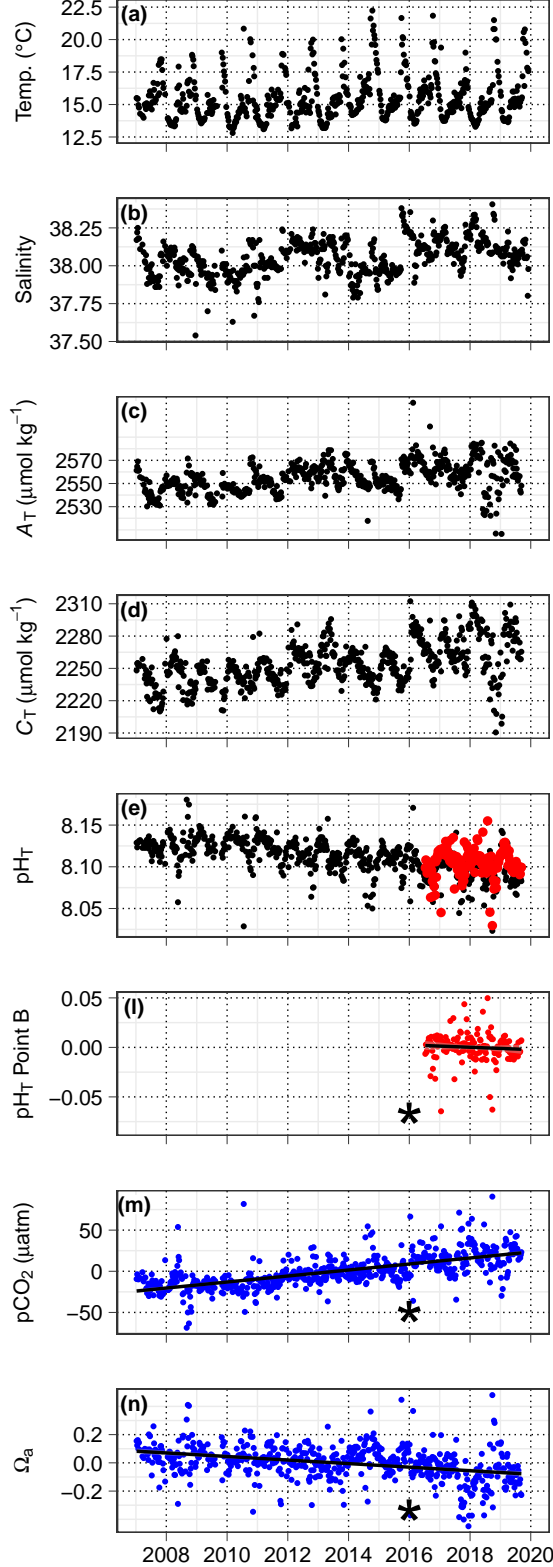 (a)
Temp. (°C)
22.5
20.0
17.5
15.0
12.5
(b)
Salinity
38.25
38.00
37.75
37.50
(c)
A_T (μmol kg⁻¹)
2570
2550
2530
(d)
C_T (μmol kg⁻¹)
2310
2280
2250
2220
2190
(e)
pH_T
8.15
8.10
8.05
(l)
pH_T Point B
0.05
0.00
−0.05
*
(m)
pCO₂ (μatm)
50
0
−50
*
(n)
Ωₐ
0.2
0.0
−0.2
*
2008 2010 2012 2014 2016 2018 2020